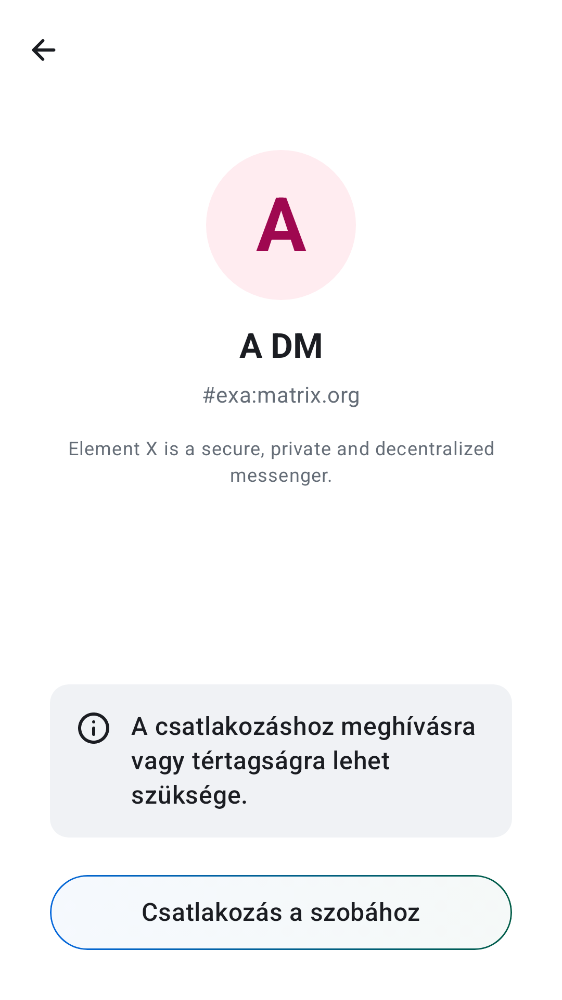 A
A DM
#exa:matrix.org
Element X is a secure, private and decentralized
messenger.
A csatlakozáshoz meghívásra
vagy tértagságra lehet
szüksége.
Csatlakozás a szobához